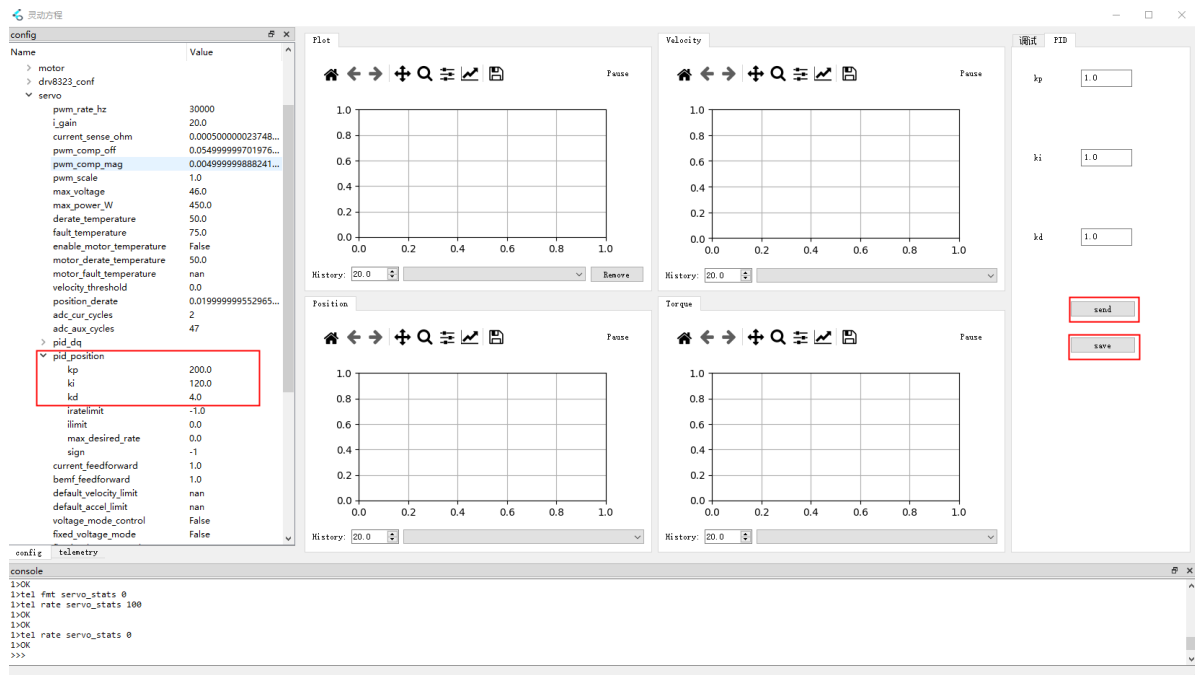 灵动方程
config
Name Value
motor
drv8323_conf
servo
pwm_rate_hz 30000
i_gain 20.0
current_sense_ohm 0.000500000023748...
pwm_comp_off 0.054999999701976...
pwm_comp_mag 0.004999999888241...
pwm_scale 1.0
max_voltage 46.0
max_power_W 450.0
derate_temperature 50.0
fault_temperature 75.0
enable_motor_temperature False
motor_derate_temperature 50.0
motor_fault_temperature nan
velocity_threshold 0.0
position_derate 0.019999999552965...
adc_cur_cycles 2
adc_aux_cycles 47
pid_dq
pid_position
kp 200.0
ki 120.0
kd 4.0
iratelimit -1.0
ilimit 0.0
max_desired_rate 0.0
sign -1
current_feedforward 1.0
bemf_feedforward 1.0
default_velocity_limit nan
default_accel_limit nan
voltage_mode_control False
fixed_voltage_mode False
config telemetry
Plot
Pause
1.0
0.8
0.6
0.4
0.2
0.0
0.0 0.2 0.4 0.6 0.8 1.0
History: 20.0 Remove
Velocity
Pause
1.0
0.8
0.6
0.4
0.2
0.0
0.0 0.2 0.4 0.6 0.8 1.0
History: 20.0
Position
Pause
1.0
0.8
0.6
0.4
0.2
0.0
0.0 0.2 0.4 0.6 0.8 1.0
History: 20.0
Torque
Pause
1.0
0.8
0.6
0.4
0.2
0.0
0.0 0.2 0.4 0.6 0.8 1.0
History: 20.0
调试 PID
kp 1.0
ki 1.0
kd 1.0
send
save
console
1>OK
1>tel fmt servo_stats 0
1>tel rate servo_stats 100
1>OK
1>OK
1>tel rate servo_stats 0
1>OK
>>>